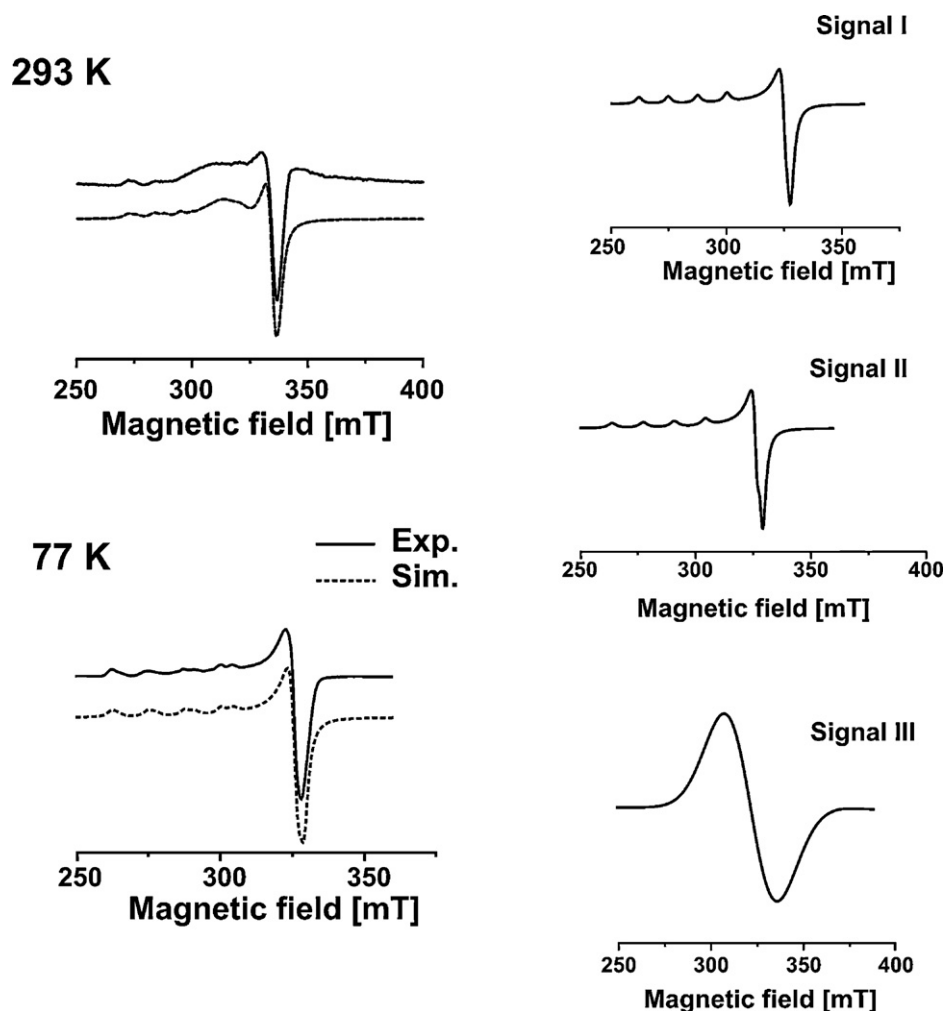 293 K
250 300 350 400
Magnetic field [mT]
77 K
Exp.
Sim.
250 300 350
Magnetic field [mT]
Signal I
250 300 350
Magnetic field [mT]
Signal II
250 300 350 400
Magnetic field [mT]
Signal III
250 300 350 400
Magnetic field [mT]